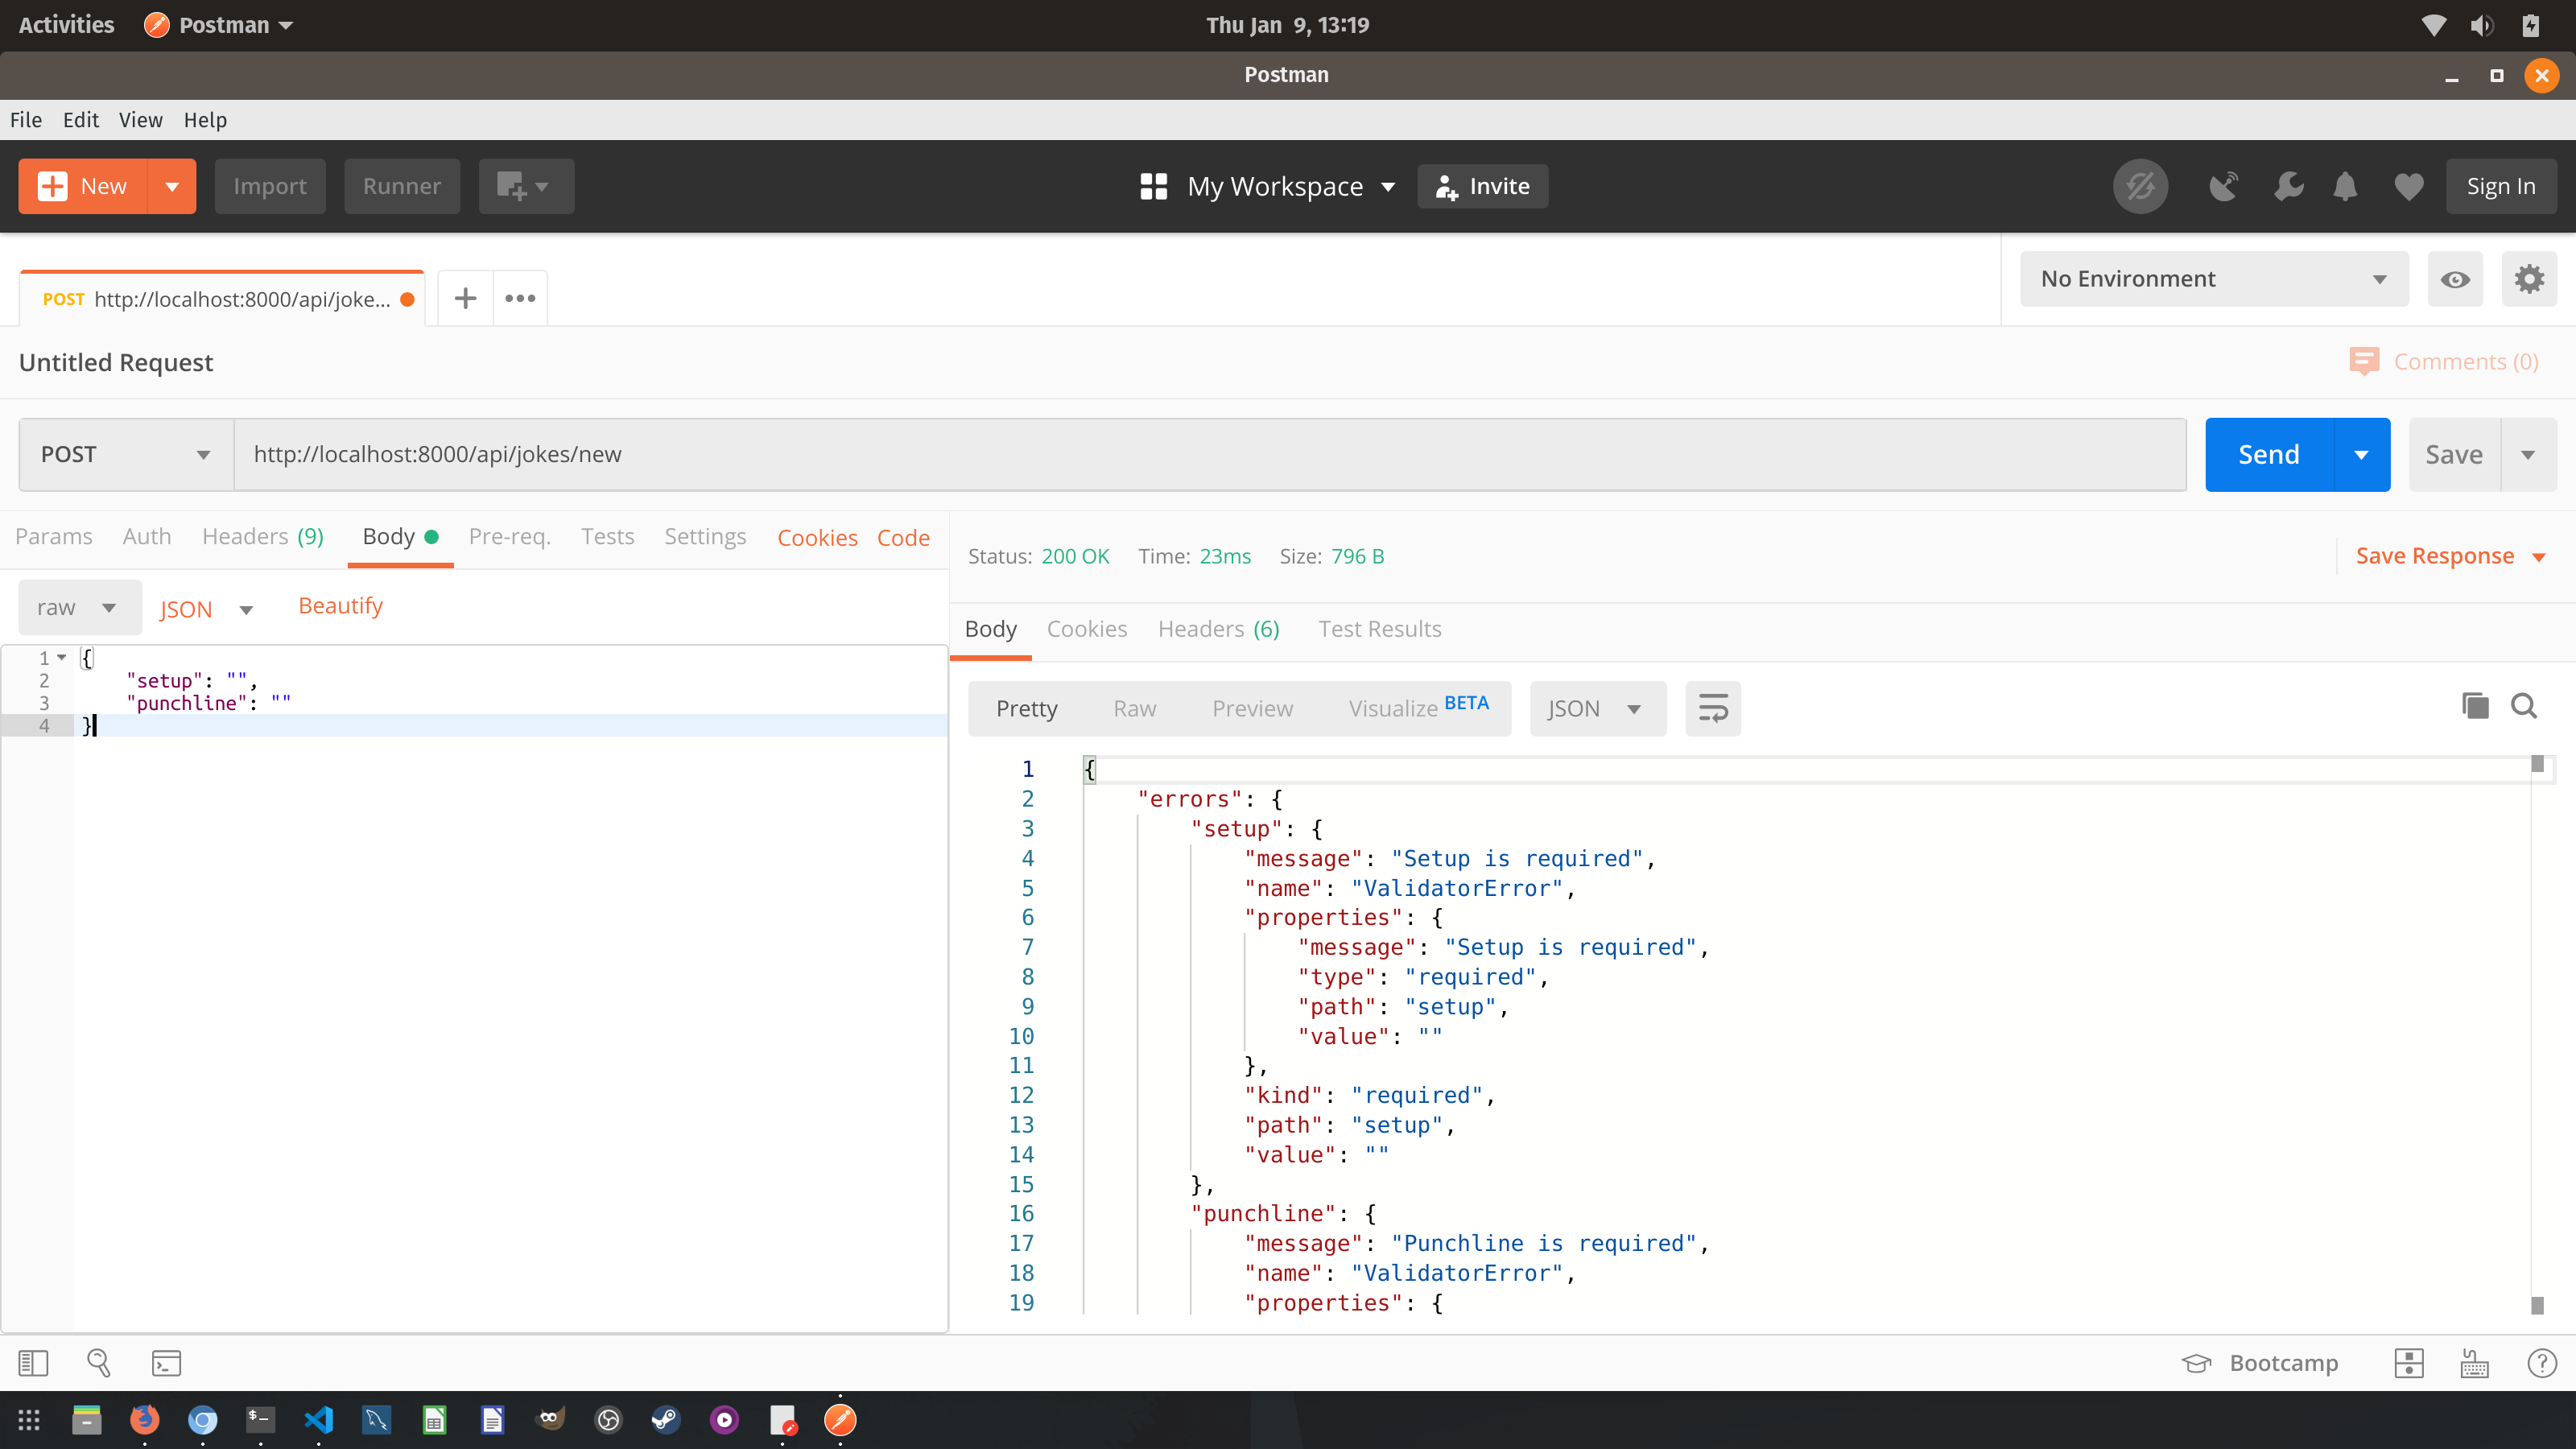 Activities Postman Thu Jan 9, 13:19
Postman
File Edit View Help
New Import Runner My Workspace Invite Sign In
POST http://localhost:8000/api/joke... No Environment
Untitled Request Comments (0)
POST http://localhost:8000/api/jokes/new Send Save
Params Auth Headers (9) Body Pre-req. Tests Settings Cookies Code
Status: 200 OK Time: 23ms Size: 796 B Save Response
raw JSON Beautify
1 {
2 "setup": "",
3 "punchline": ""
4 }
Body Cookies Headers (6) Test Results
Pretty Raw Preview Visualize BETA JSON
1 {
2 "errors": {
3 "setup": {
4 "message": "Setup is required",
5 "name": "ValidatorError",
6 "properties": {
7 "message": "Setup is required",
8 "type": "required",
9 "path": "setup",
10 "value": ""
11 },
12 "kind": "required",
13 "path": "setup",
14 "value": ""
15 },
16 "punchline": {
17 "message": "Punchline is required",
18 "name": "ValidatorError",
19 "properties": {
Bootcamp